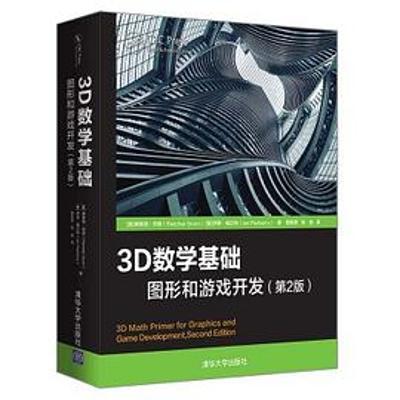 3D数学基础
图形和游戏开发(第2版)
清华大学出版社
3D数学基础
图形和游戏开发(第2版)
3D Math Primer for Graphics and
Game Development,Second Edition
清华大学出版社